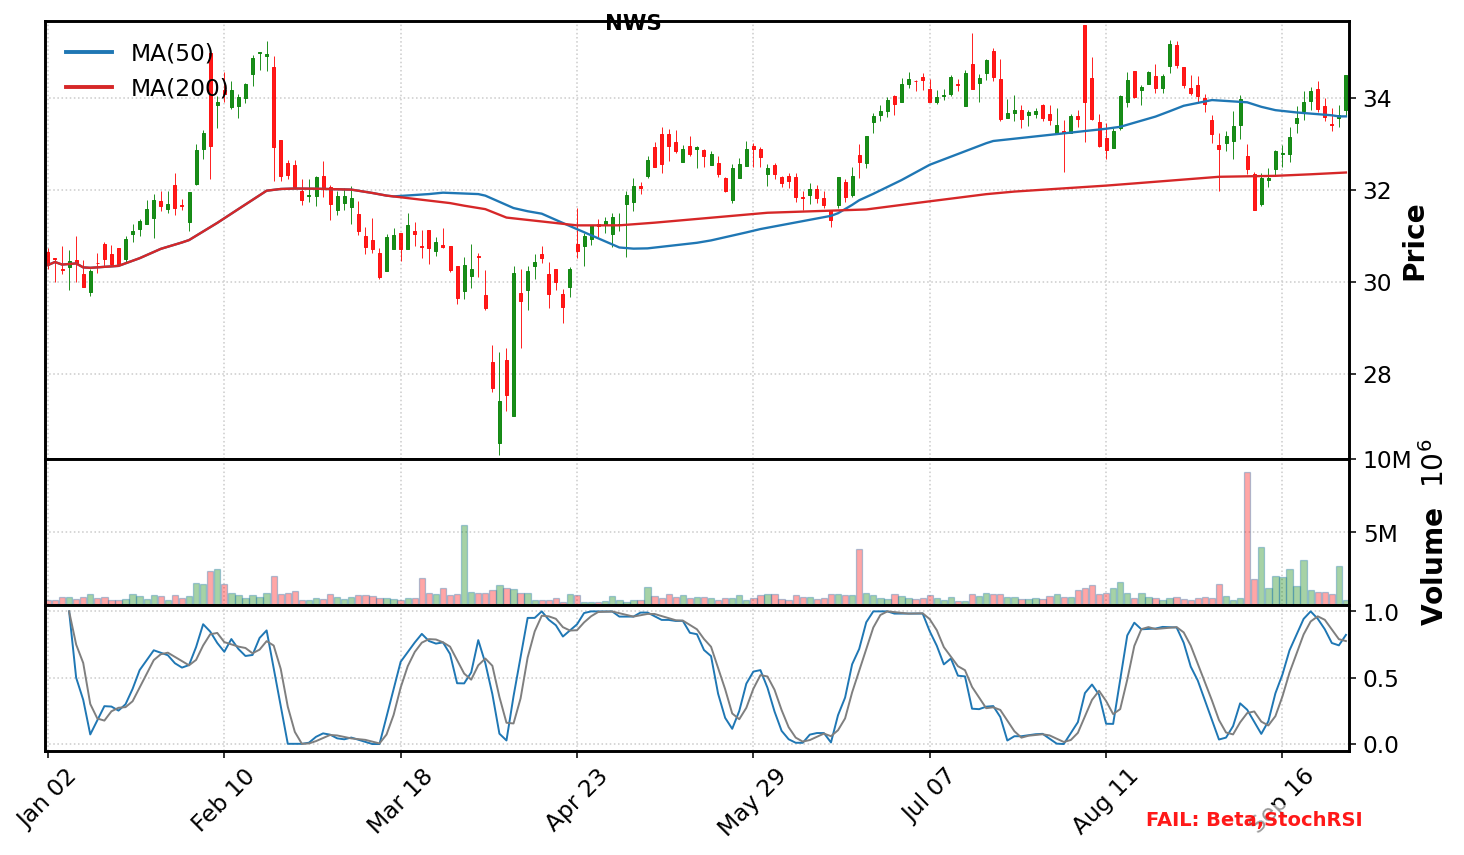 NWS
MA(50)
MA(200)
34
32
30
28
Price
10M
5M
Volume 10^6
1.0
0.5
0.0
Jan 02
Feb 10
Mar 18
Apr 23
May 29
Jul 07
Aug 11
Sep 16
FAIL: Beta,StochRSI